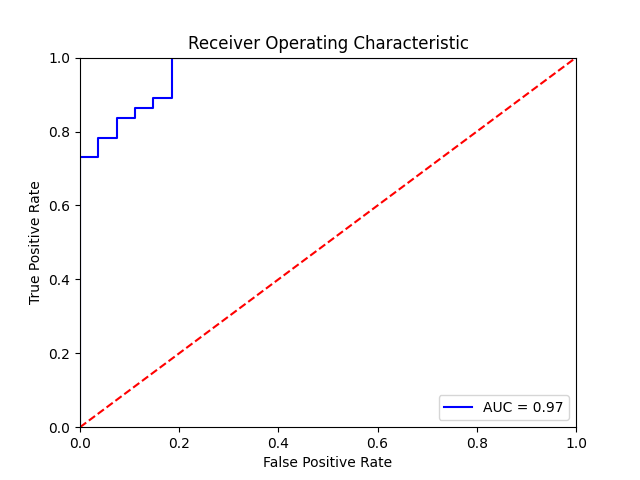 Receiver Operating Characteristic
1.0
0.8
0.6
0.4
0.2
0.0
True Positive Rate
AUC = 0.97
0.0 0.2 0.4 0.6 0.8 1.0
False Positive Rate